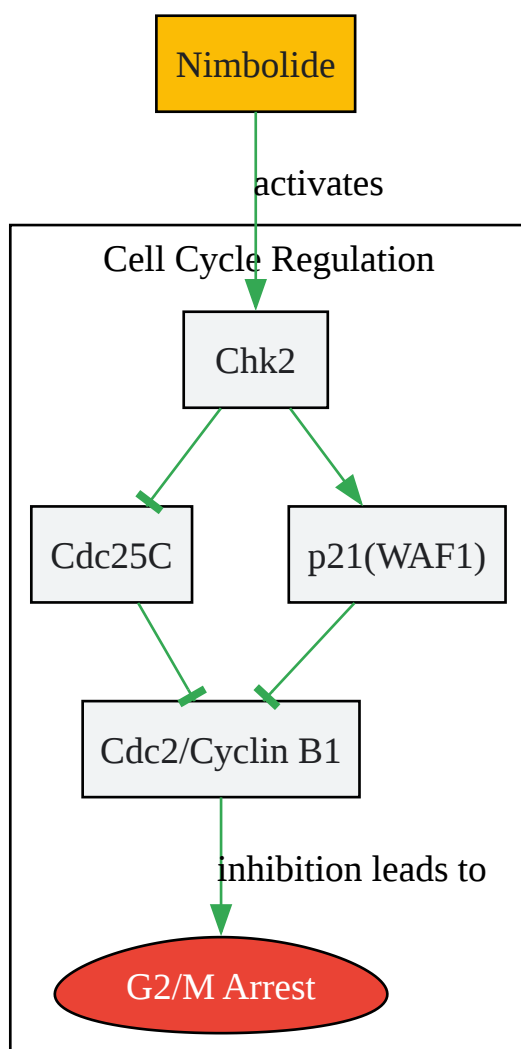 Nimbolide
activates
Cell Cycle Regulation
Chk2
Cdc25C
p21(WAF1)
Cdc2/Cyclin B1
inhibition leads to
G2/M Arrest